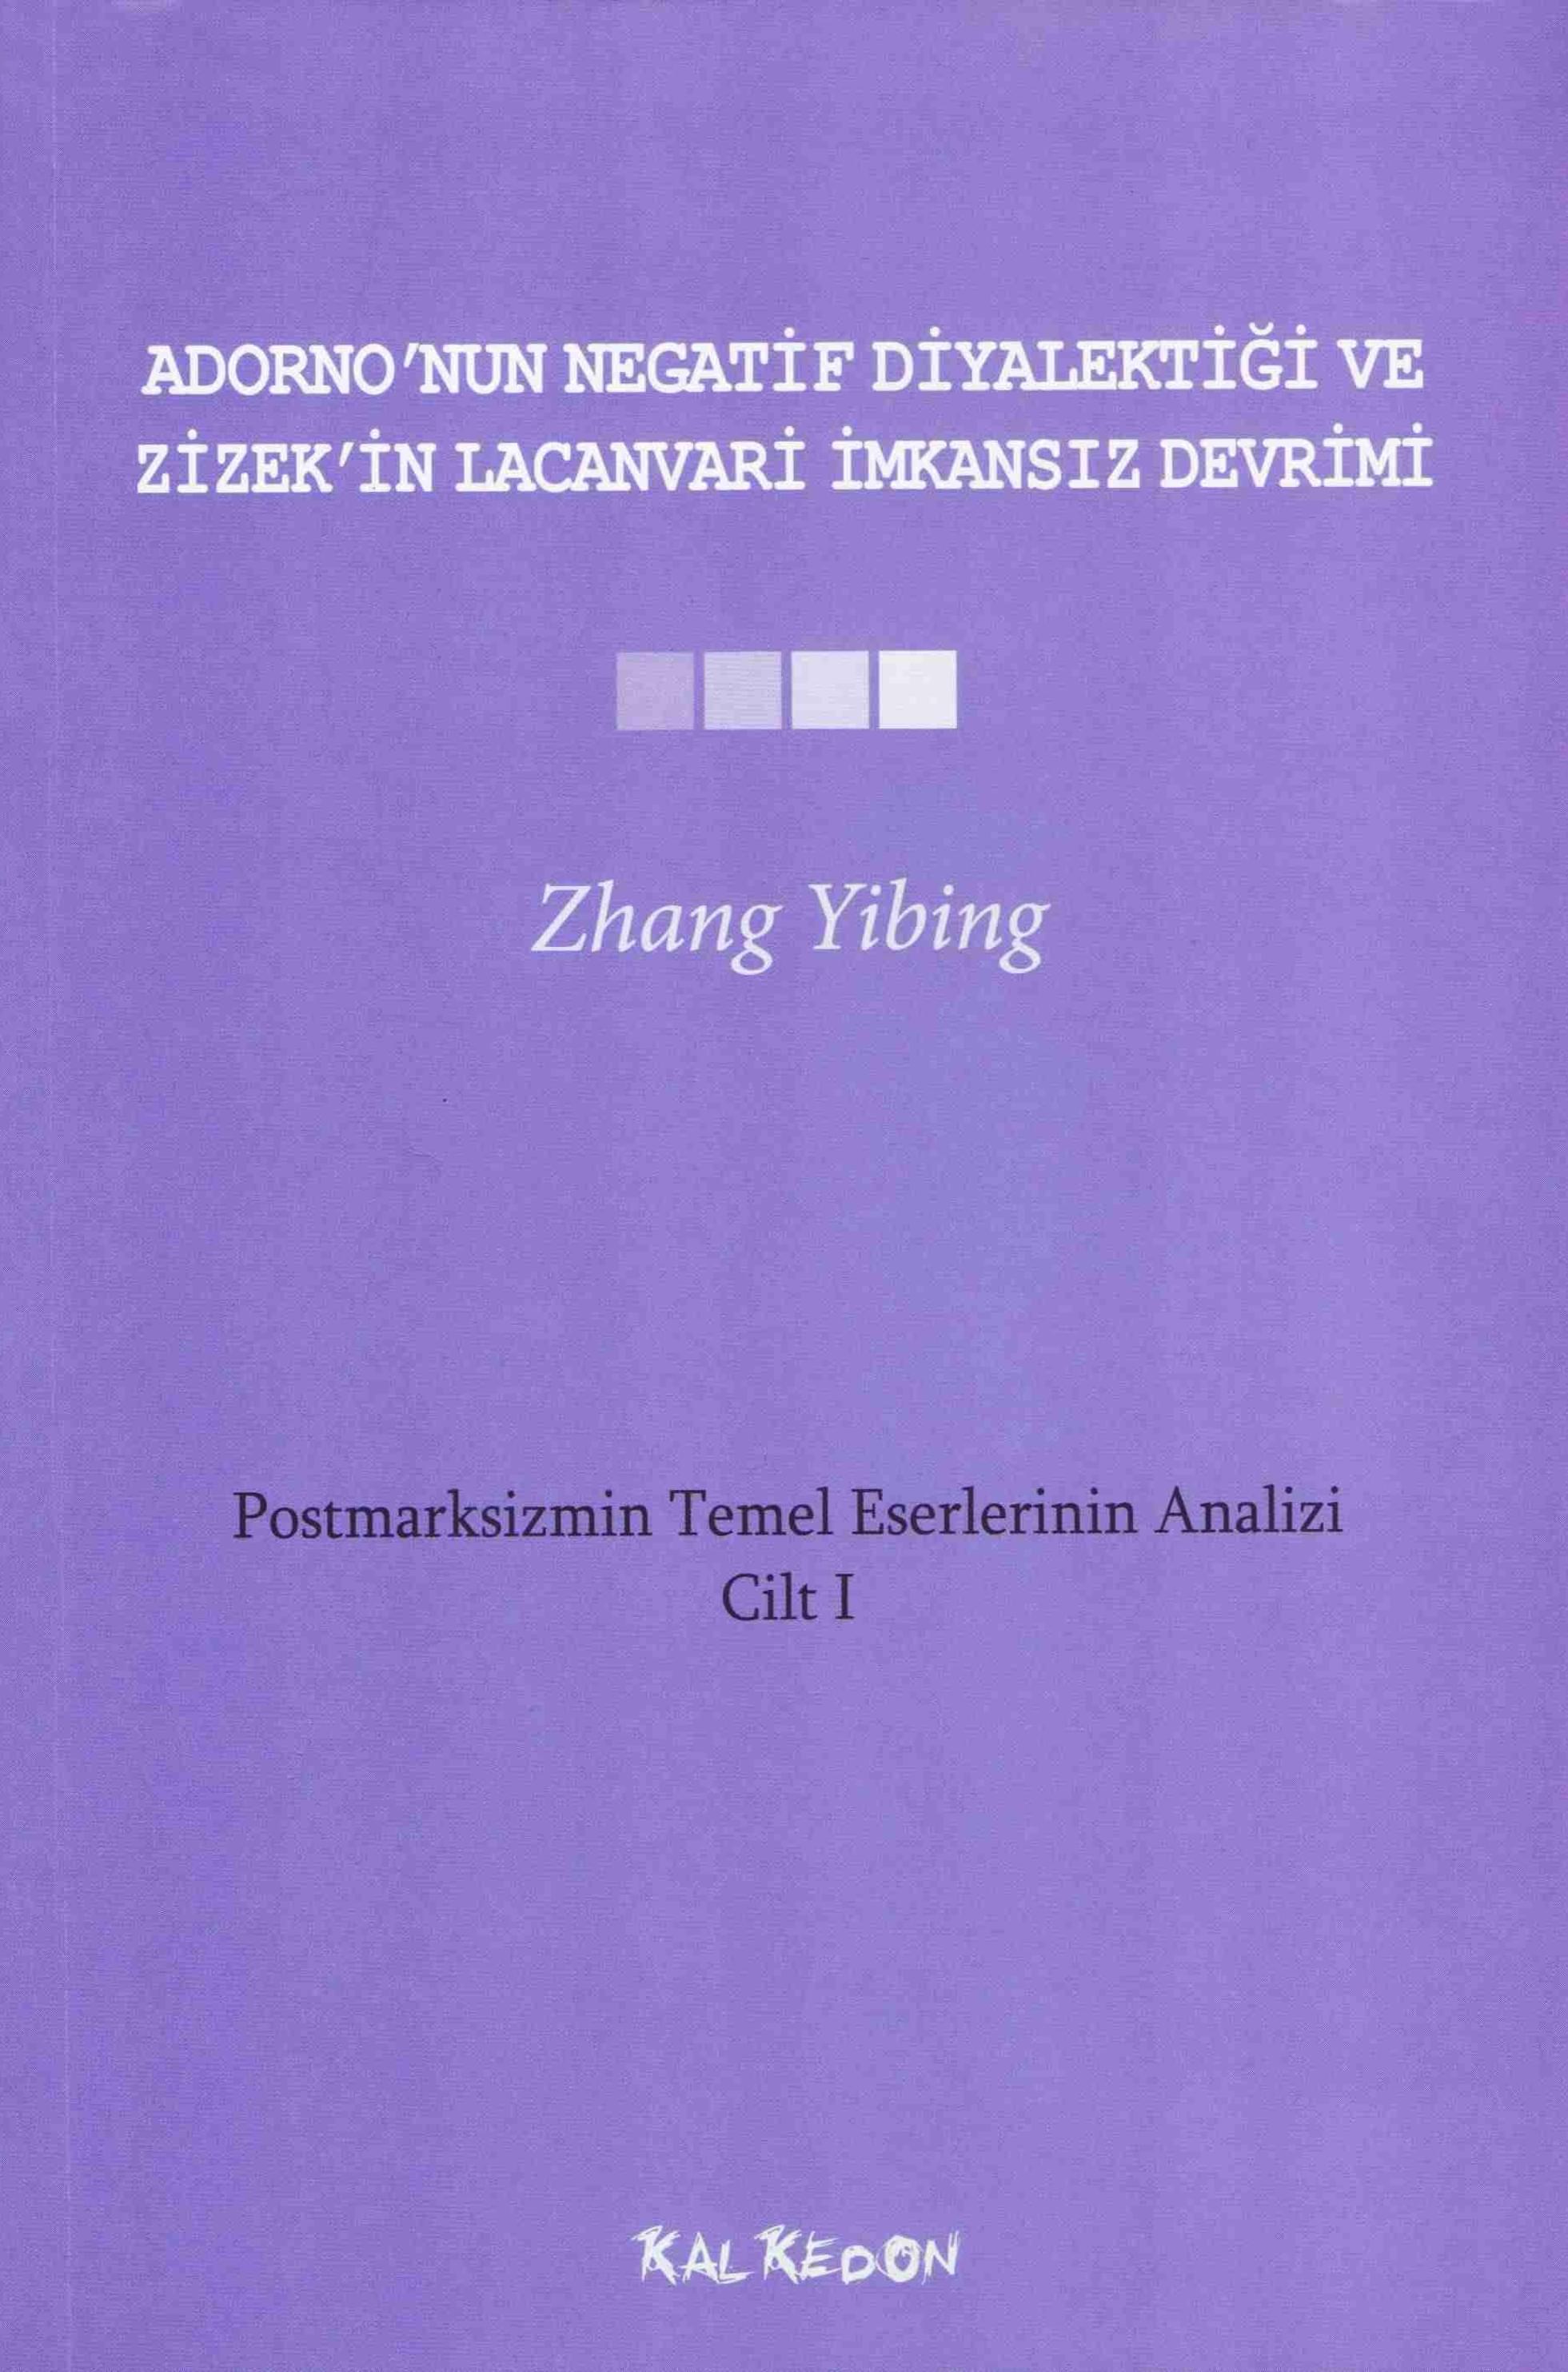 ADORNO'NUN NEGATİF DİYALEKTİĞİ VE
ZİZEK'İN LACANVARİ İMKANSIZ DEVRİMİ
Zhang Yibing
Postmarksizmin Temel Eserlerinin Analizi
Cilt I
KALKEDON